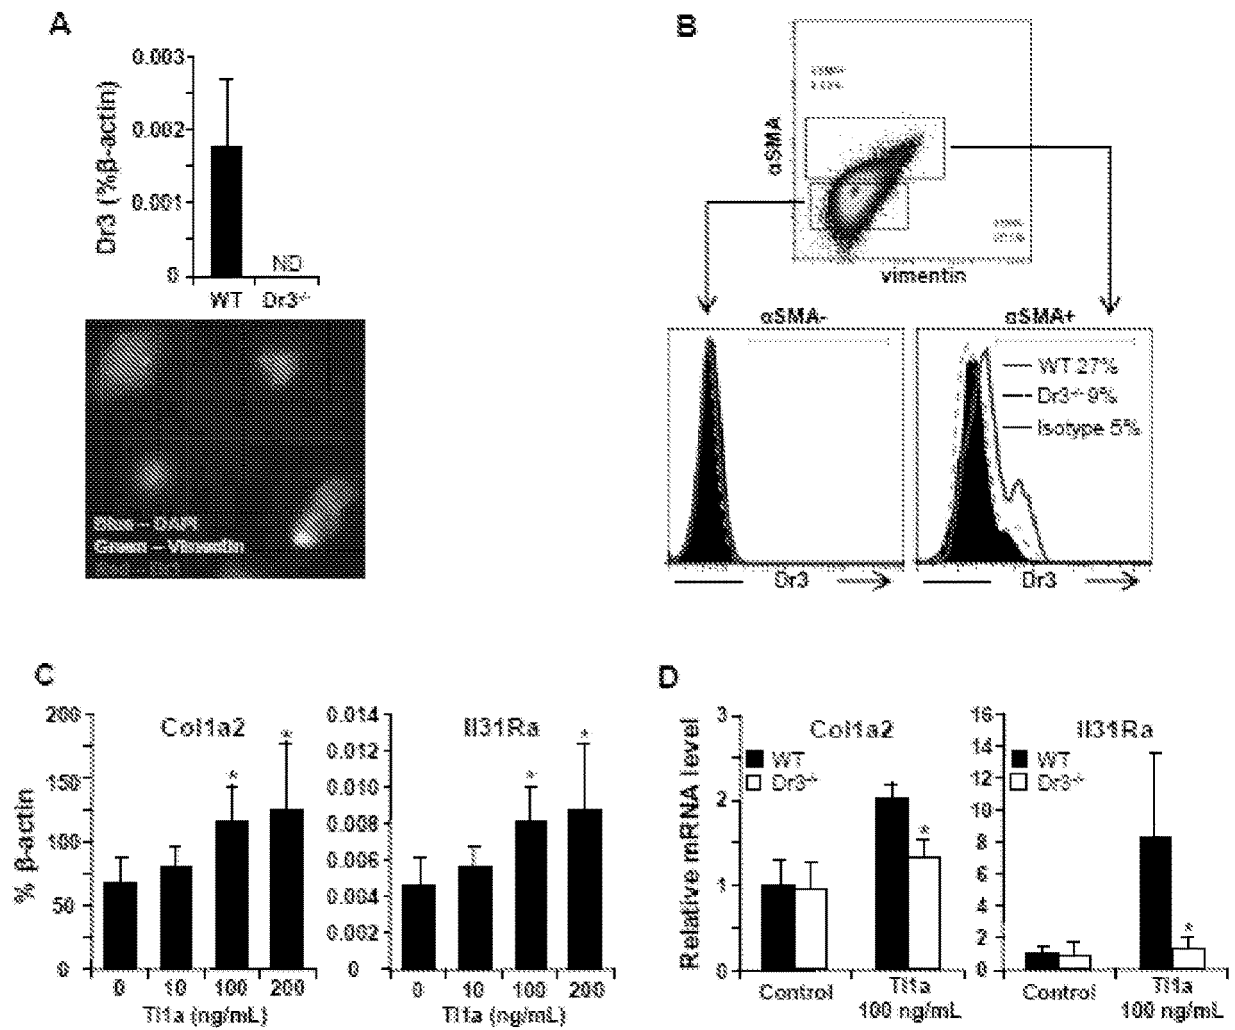 A
0.003
0.002
0.001
0
Dr3 (%β-actin)
ND
WT Dr3-/-
Blue – DAPI
Green – Vimentin
B
αSMA
vimentin
αSMA-
αSMA+
WT 27%
Dr3-/- 9%
Isotype 5%
Dr3
Dr3
C
% β-actin
Col1a2
200
150
100
50
0
0 10 100 200
Tl1a (ng/mL)
Il31Ra
0.014
0.012
0.010
0.008
0.006
0.004
0.002
0
0 10 100 200
Tl1a (ng/mL)
* * * *
D
Relative mRNA level
Col1a2
WT
Dr3-/-
3
2
1
0
*
Control Tl1a
100 ng/mL
Il31Ra
WT
Dr3-/-
16
14
12
10
8
6
4
2
0
*
Control Tl1a
100 ng/mL